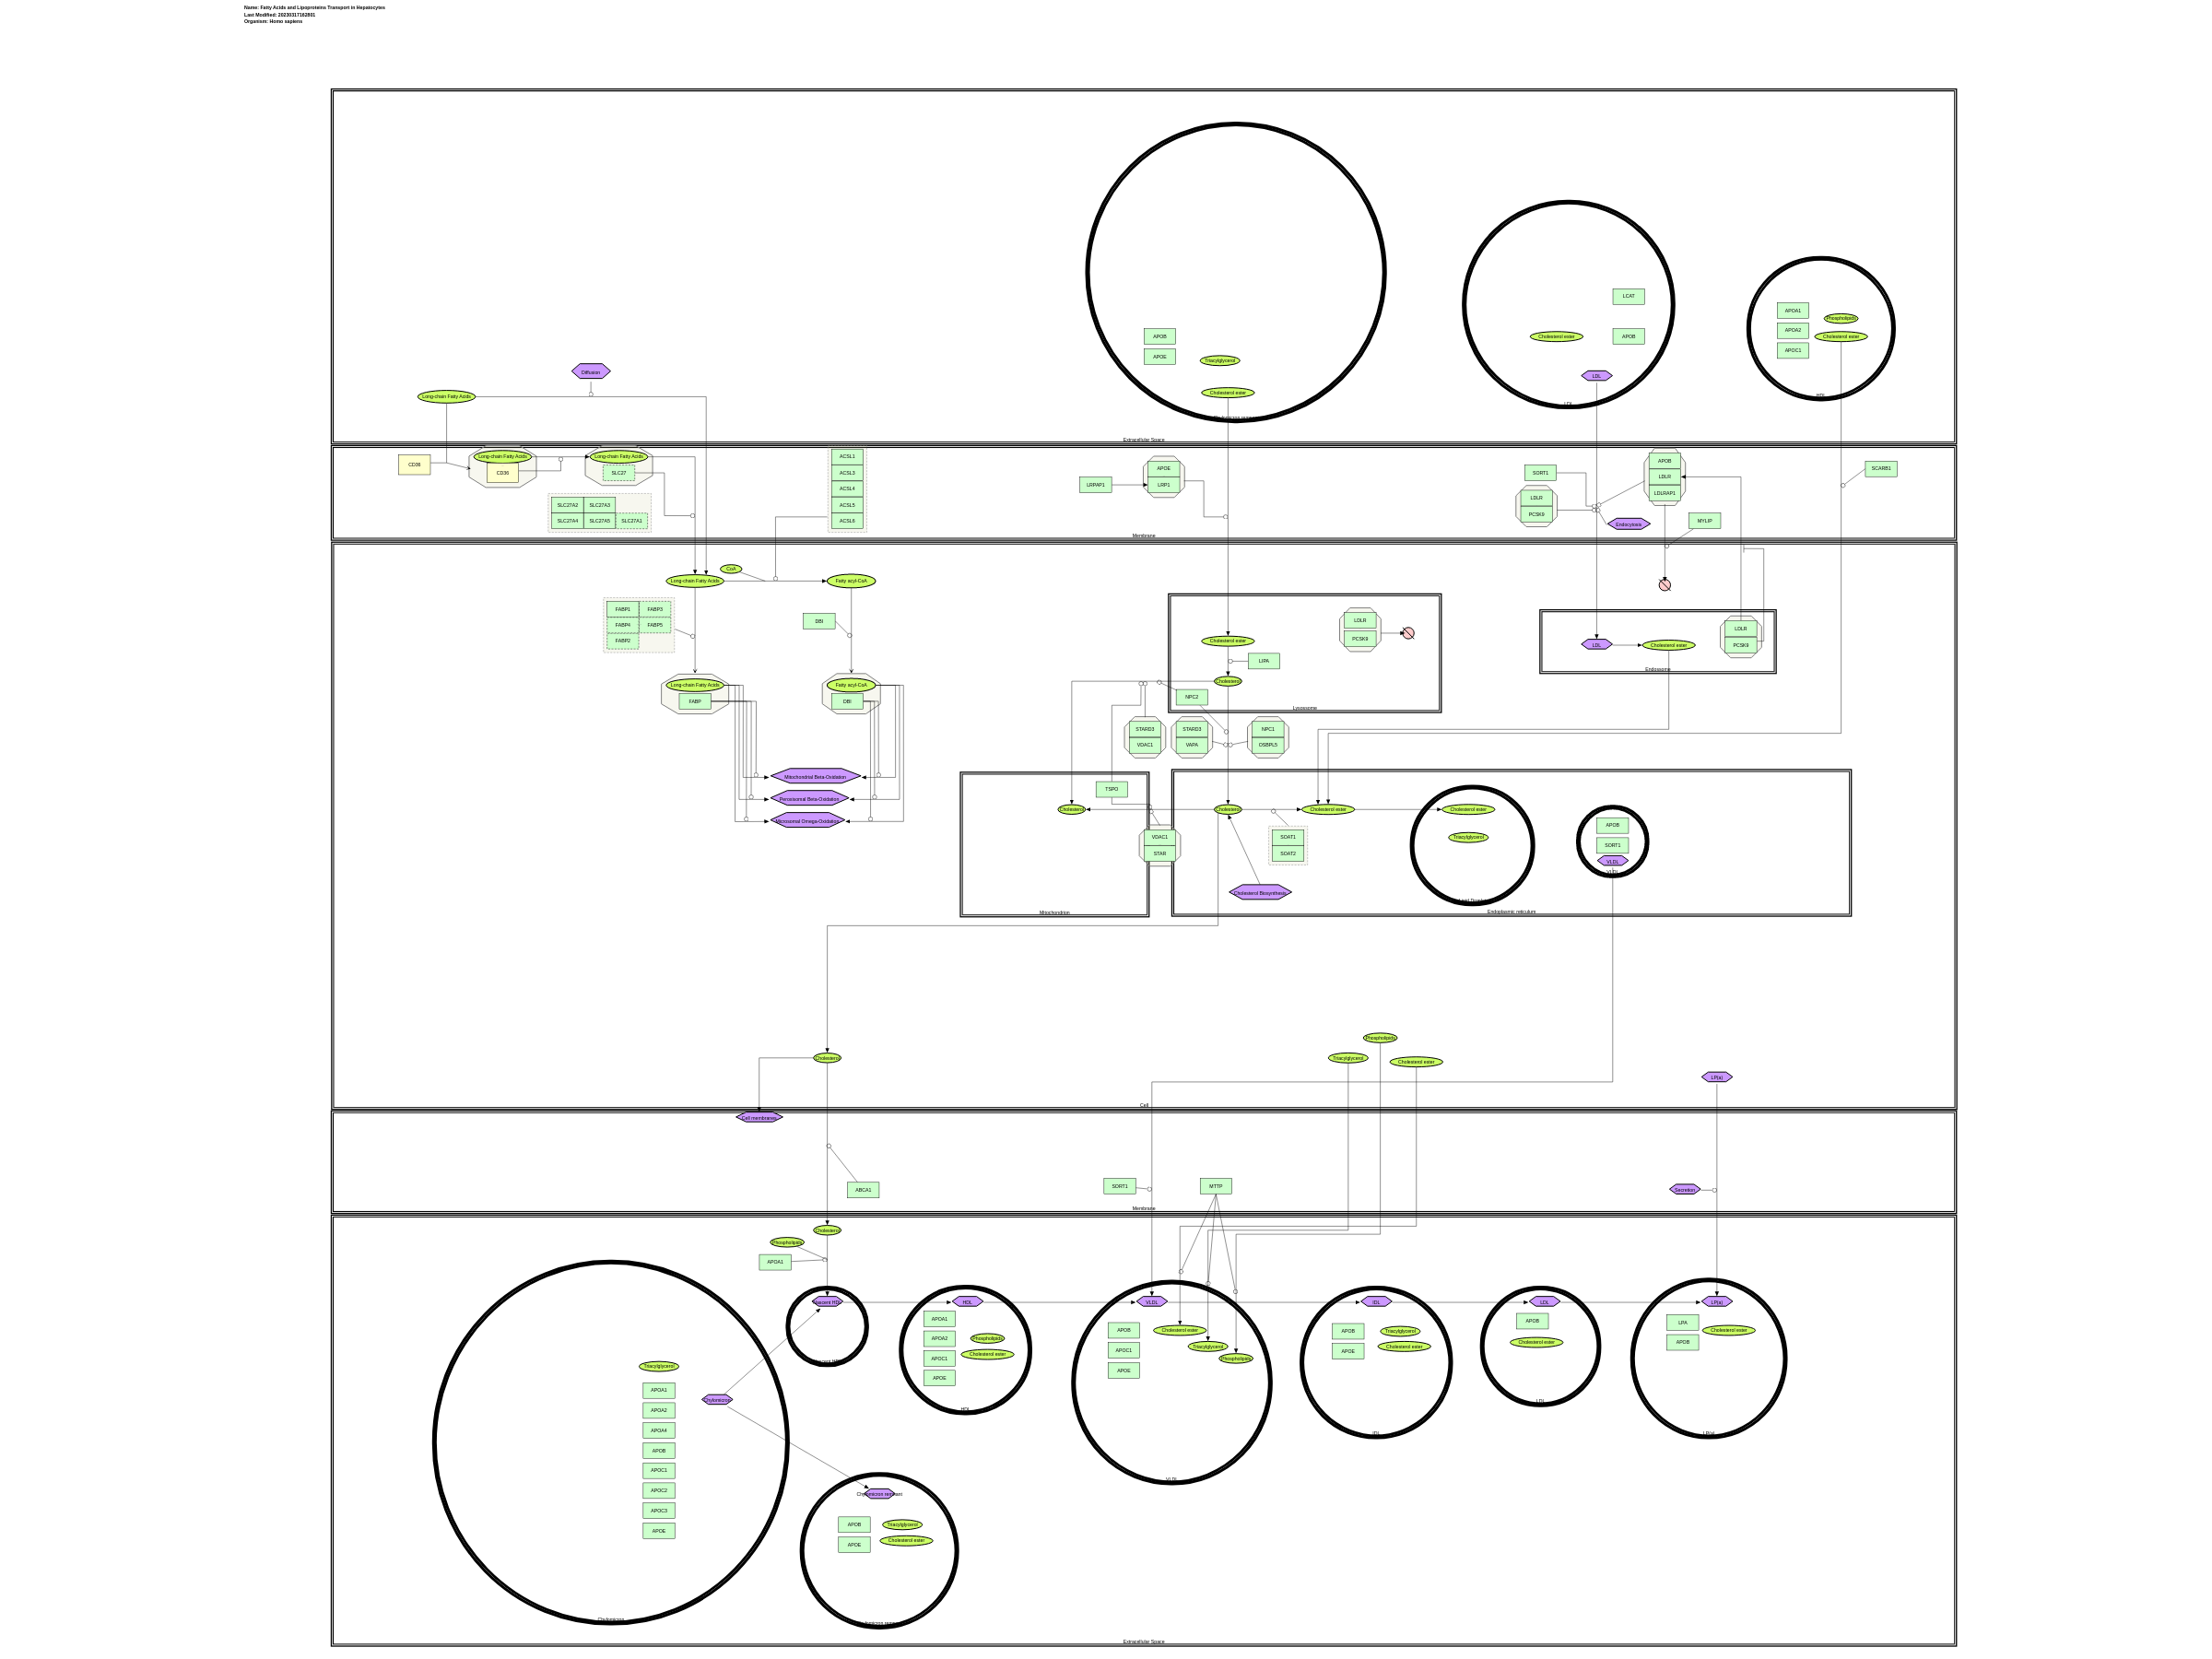 Name: Fatty Acids and Lipoproteins Transport in Hepatocytes
Last Modified: 20230317162801
Organism: Homo sapiens
LCAT
APOA1
Phospholipids
APOB
Cholesterol ester
APOB
APOA2
Cholesterol ester
APOE
Triacylglycerol
APOC1
Diffusion
LDL
Long-chain Fatty Acids
Cholesterol ester
LDL
HDL
Extracellular Space
Long-chain Fatty Acids
Long-chain Fatty Acids
ACSL1
APOE
APOB
CD36
CD36
SLC27
ACSL3
LRP1
SORT1
LDLR
SCARB1
ACSL4
LRPAP1
LDLR
LDLRAP1
SLC27A2
SLC27A3
ACSL5
PCSK9
SLC27A4
SLC27A5
SLC27A1
ACSL6
Endocytosis
MYLIP
Membrane
CoA
Long-chain Fatty Acids
Fatty acyl-CoA
FABP1
FABP3
DBI
LDLR
LDLR
FABP4
FABP5
PCSK9
PCSK9
FABP2
Cholesterol ester
LDL
Cholesterol ester
LIPA
Endosome
Long-chain Fatty Acids
Fatty acyl-CoA
Cholesterol
FABP
DBI
NPC2
Lysosome
STARD3
STARD3
NPC1
VDAC1
VAPA
OSBPL5
Mitochondrial Beta-Oxidation
TSPO
Peroxisomal Beta-Oxidation
Cholesterol
Cholesterol
Cholesterol ester
Cholesterol ester
Microsomal Omega-Oxidation
VDAC1
SOAT1
Triacylglycerol
APOB
STAR
SOAT2
SORT1
VLDL
Cholesterol Biosynthesis
Mitochondrion
Endoplasmic reticulum
Phospholipids
Cholesterol
Triacylglycerol
Cholesterol ester
LP(a)
Cell
Cell membranes
ABCA1
SORT1
MTTP
Secretion
Membrane
Cholesterol
Phospholipids
APOA1
Nascent HDL
HDL
VLDL
IDL
LDL
LP(a)
APOA1
APOB
Cholesterol ester
APOB
Triacylglycerol
APOB
LPA
Cholesterol ester
APOA2
Phospholipids
APOC1
Triacylglycerol
APOE
Cholesterol ester
Cholesterol ester
APOB
APOC1
Cholesterol ester
APOE
Phospholipids
APOE
Triacylglycerol
APOA1
Chylomicron
HDL
LDL
APOA2
IDL
LP(a)
APOA4
APOB
VLDL
APOC1
APOC2
Chylomicron remnant
APOC3
APOB
Triacylglycerol
APOE
APOE
Cholesterol ester
Chylomicron
Extracellular Space